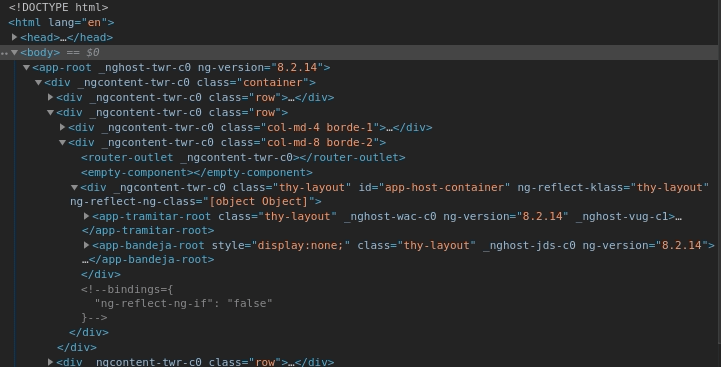 <!DOCTYPE html>
<html lang="en">
<head>…</head>
<body> == $0
<app-root _nghost-twr-c0 ng-version="8.2.14">
<div _ngcontent-twr-c0 class="container">
<div _ngcontent-twr-c0 class="row">…</div>
<div _ngcontent-twr-c0 class="row">
<div _ngcontent-twr-c0 class="col-md-4 borde-1">…</div>
<div _ngcontent-twr-c0 class="col-md-8 borde-2">
<router-outlet _ngcontent-twr-c0></router-outlet>
<empty-component></empty-component>
<div _ngcontent-twr-c0 class="thy-layout" id="app-host-container" ng-reflect-klass="thy-layout"
ng-reflect-ng-class="[object Object]">
<app-tramitar-root class="thy-layout" _nghost-wac-c0 ng-version="8.2.14" _nghost-vug-c1>…
</app-tramitar-root>
<app-bandeja-root style="display:none;" class="thy-layout" _nghost-jds-c0 ng-version="8.2.14">
…</app-bandeja-root>
</div>
<!--bindings={
"ng-reflect-ng-if": "false"
}-->
</div>
</div>
<div _ngcontent-twr-c0 class="row">…</div>